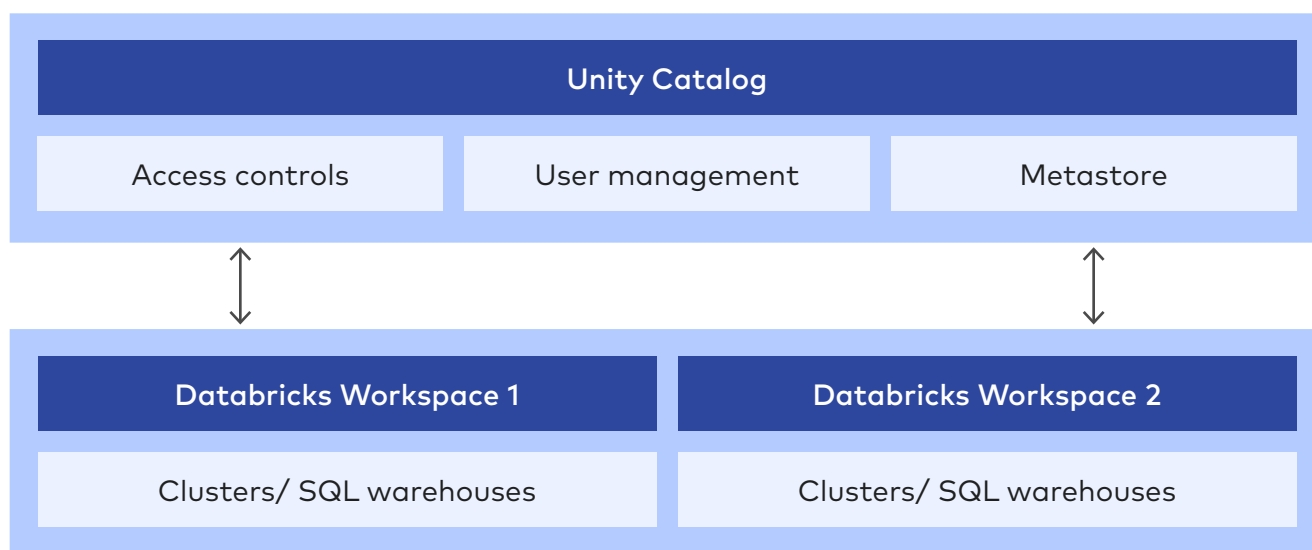 Unity Catalog
Access controls
User management
Metastore
Databricks Workspace 1
Databricks Workspace 2
Clusters/ SQL warehouses
Clusters/ SQL warehouses